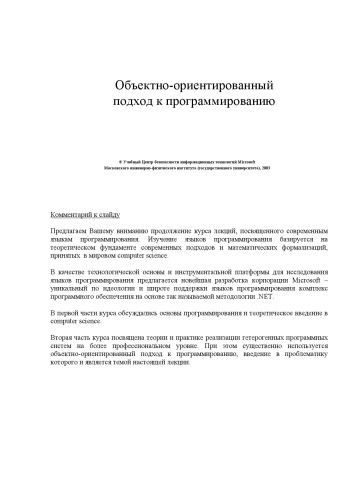 Объектно-ориентированный
подход к программированию
® Учебный Центр безопасности информационных технологий Microsoft
Московского инженерно-физического института (государственного университета), 2003
Комментарий к слайду
Предлагаем Вашему вниманию продолжение курса лекций, посвященного современным
языкам программирования. Изучение языков программирования базируется на
теоретическом фундаменте современных подходов и математических формализаций,
принятых в мировом computer science.
В качестве технологической основы и инструментальной платформы для исследования
языков программирования предлагается новейшая разработка корпорации Microsoft –
уникальный по идеологии и широте поддержки языков программирования комплекс
программного обеспечения на основе так называемой методологии .NET.
В первой части курса обсуждались основы программирования и теоретическое введение в
computer science.
Вторая часть курса посвящена теории и практике реализации гетерогенных программных
систем на более профессиональном уровне. При этом существенно используется
объектно-ориентированный подход к программированию, введение в проблематику
которого и является темой настоящей лекции.